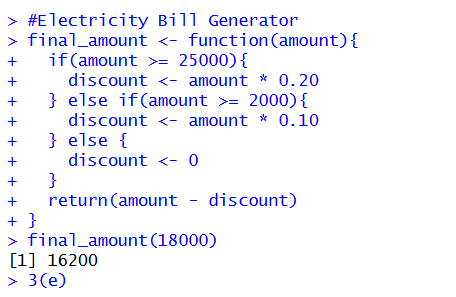 > #Electricity Bill Generator
> final_amount <- function(amount){
+   if(amount >= 25000){
+     discount <- amount * 0.20
+   } else if(amount >= 2000){
+     discount <- amount * 0.10
+   } else {
+     discount <- 0
+   }
+   return(amount - discount)
+ }
> final_amount(18000)
[1] 16200
> 3(e)